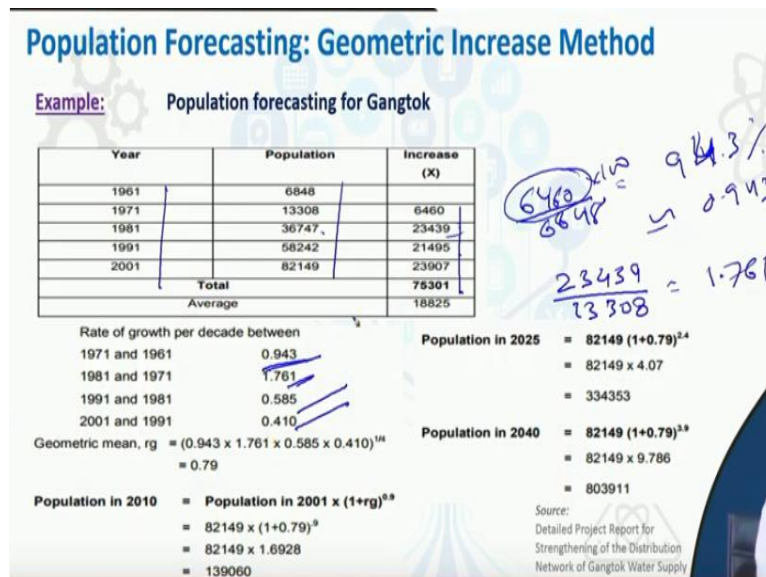 Population Forecasting: Geometric Increase Method
Example: Population forecasting for Gangtok
Year Population Increase (X)
1961 6848
1971 13308 6460
1981 36747 23439
1991 58242 21495
2001 82149 23907
Total 75301
Average 18825
6460/6848 x100 = 94.3%
≃ 0.943
23439/13308 = 1.761
Rate of growth per decade between
1971 and 1961 0.943
1981 and 1971 1.761
1991 and 1981 0.585
2001 and 1991 0.410
Geometric mean, rg = (0.943 x 1.761 x 0.585 x 0.410)^1/4
= 0.79
Population in 2010 = Population in 2001 x (1+rg)^0.9
= 82149 x (1+0.79)^.9
= 82149 x 1.6928
= 139060
Population in 2025 = 82149 (1+0.79)^2.4
= 82149 x 4.07
= 334353
Population in 2040 = 82149 (1+0.79)^3.9
= 82149 x 9.786
= 803911
Source:
Detailed Project Report for
Strengthening of the Distribution
Network of Gangtok Water Supply